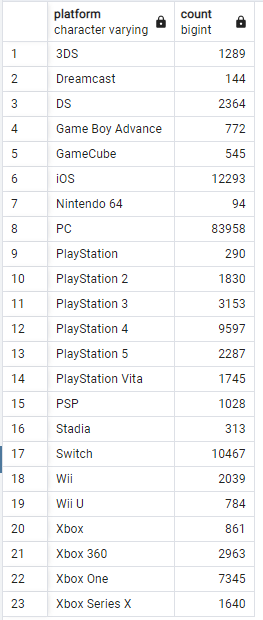 platform count
character varying bigint
1 3DS 1289
2 Dreamcast 144
3 DS 2364
4 Game Boy Advance 772
5 GameCube 545
6 iOS 12293
7 Nintendo 64 94
8 PC 83958
9 PlayStation 290
10 PlayStation 2 1830
11 PlayStation 3 3153
12 PlayStation 4 9597
13 PlayStation 5 2287
14 PlayStation Vita 1745
15 PSP 1028
16 Stadia 313
17 Switch 10467
18 Wii 2039
19 Wii U 784
20 Xbox 861
21 Xbox 360 2963
22 Xbox One 7345
23 Xbox Series X 1640